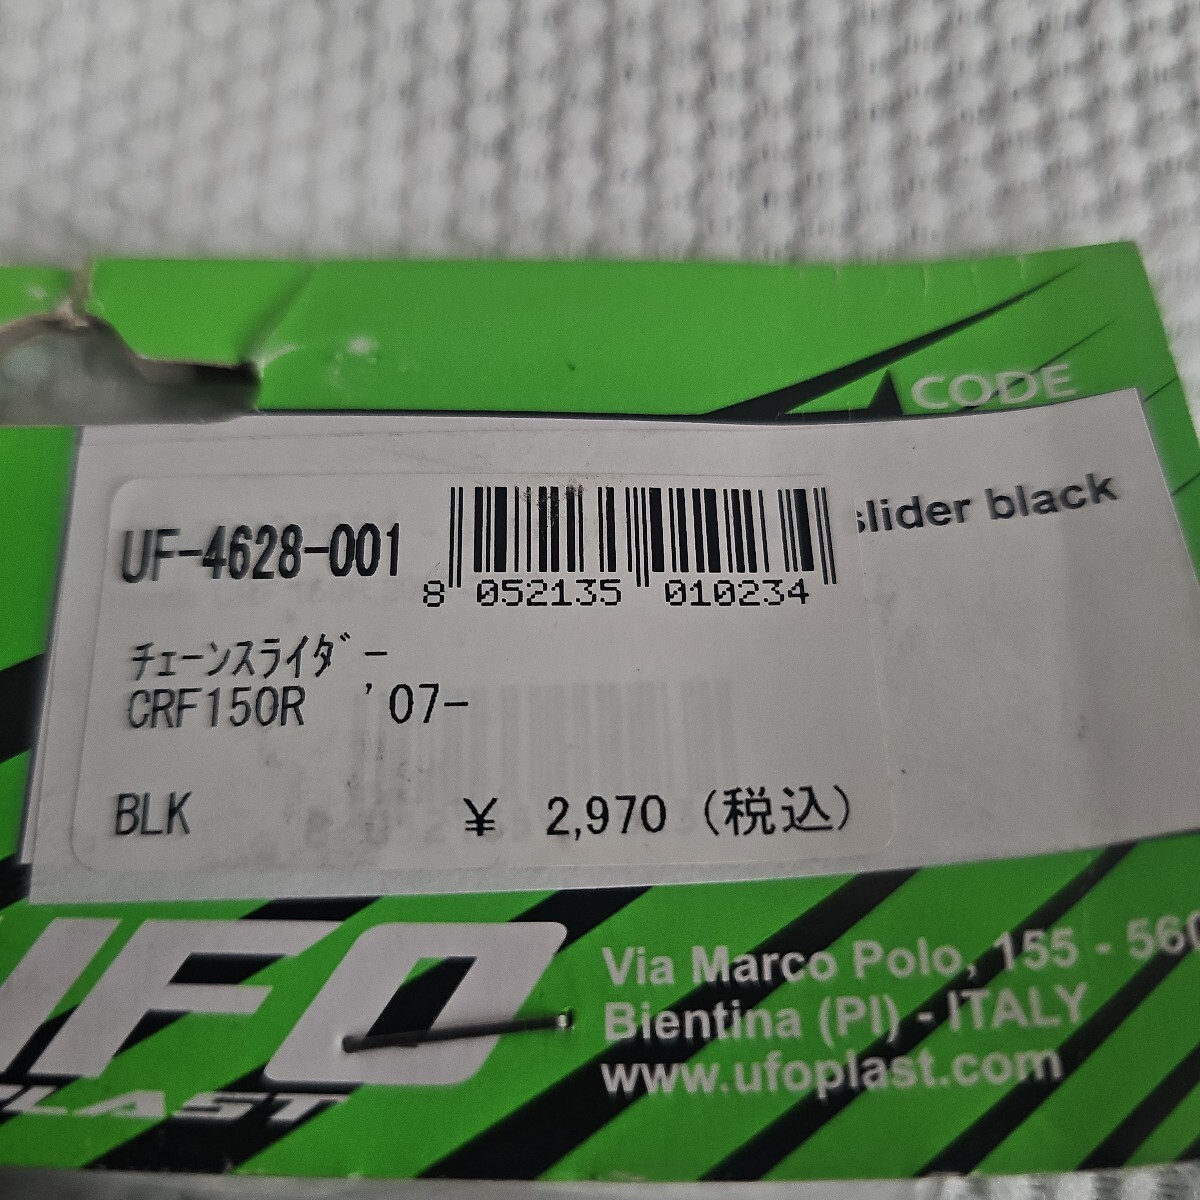 CODE
slider black
UF-4628-001
8 052135 010234
ﾁｪｰﾝｽﾗｲﾀﾞｰ
CRF150R '07-
BLK ¥ 2,970 (税込)
UFO
PLAST
Via Marco Polo, 155 - 560
Bientina (PI) - ITALY
www.ufoplast.com